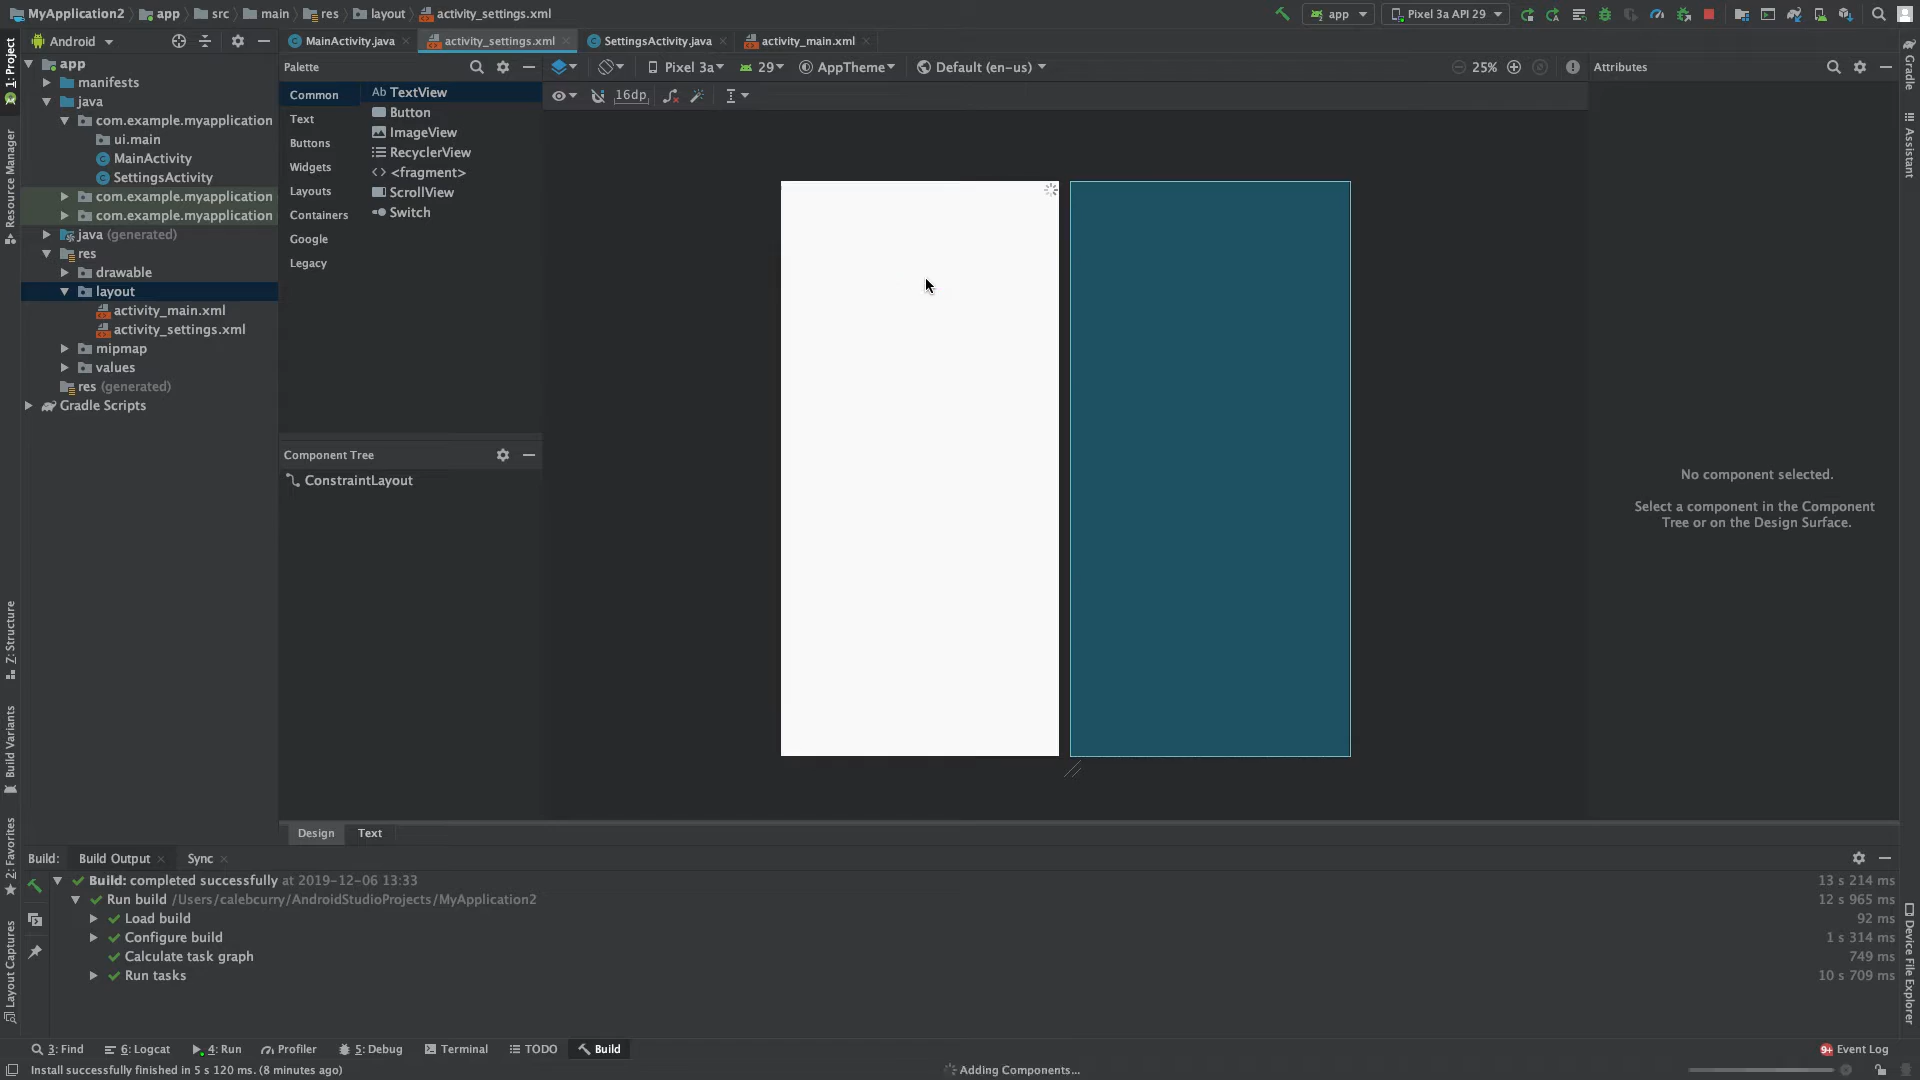 MyApplication2 app src main res layout activity_settings.xml
app Pixel 3a API 29
1: Project
Resource Manager
Z: Structure
Build Variants
2: Favorites
Layout Captures
Android
app
manifests
java
com.example.myapplication
ui.main
MainActivity
SettingsActivity
com.example.myapplication
com.example.myapplication
java (generated)
res
drawable
layout
activity_main.xml
activity_settings.xml
mipmap
values
res (generated)
Gradle Scripts
MainActivity.java activity_settings.xml SettingsActivity.java activity_main.xml
Palette
Common
Text
Buttons
Widgets
Layouts
Containers
Google
Legacy
Ab TextView
Button
ImageView
RecyclerView
<fragment>
ScrollView
Switch
Component Tree
ConstraintLayout
Pixel 3a 29 AppTheme Default (en-us) 25%
16dp
Attributes
No component selected.
Select a component in the Component
Tree or on the Design Surface.
Gradle
Assistant
Device File Explorer
Design Text
Build: Build Output Sync
Build: completed successfully at 2019-12-06 13:33 13 s 214 ms
Run build /Users/calebcurry/AndroidStudioProjects/MyApplication2 12 s 965 ms
Load build 92 ms
Configure build 1 s 314 ms
Calculate task graph 749 ms
Run tasks 10 s 709 ms
3: Find 6: Logcat 4: Run Profiler 5: Debug Terminal TODO Build 9+ Event Log
Install successfully finished in 5 s 120 ms. (8 minutes ago) Adding Components...